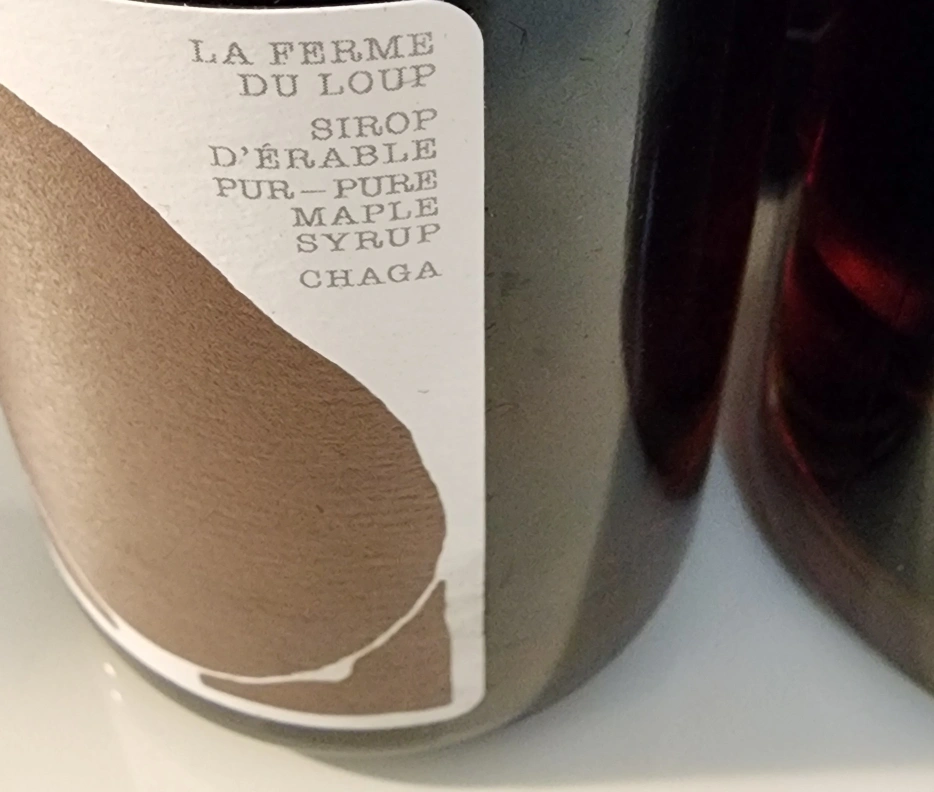 LA FERME
DU LOUP
SIROP
D'ÉRABLE
PUR—PURE
MAPLE
SYRUP
CHAGA